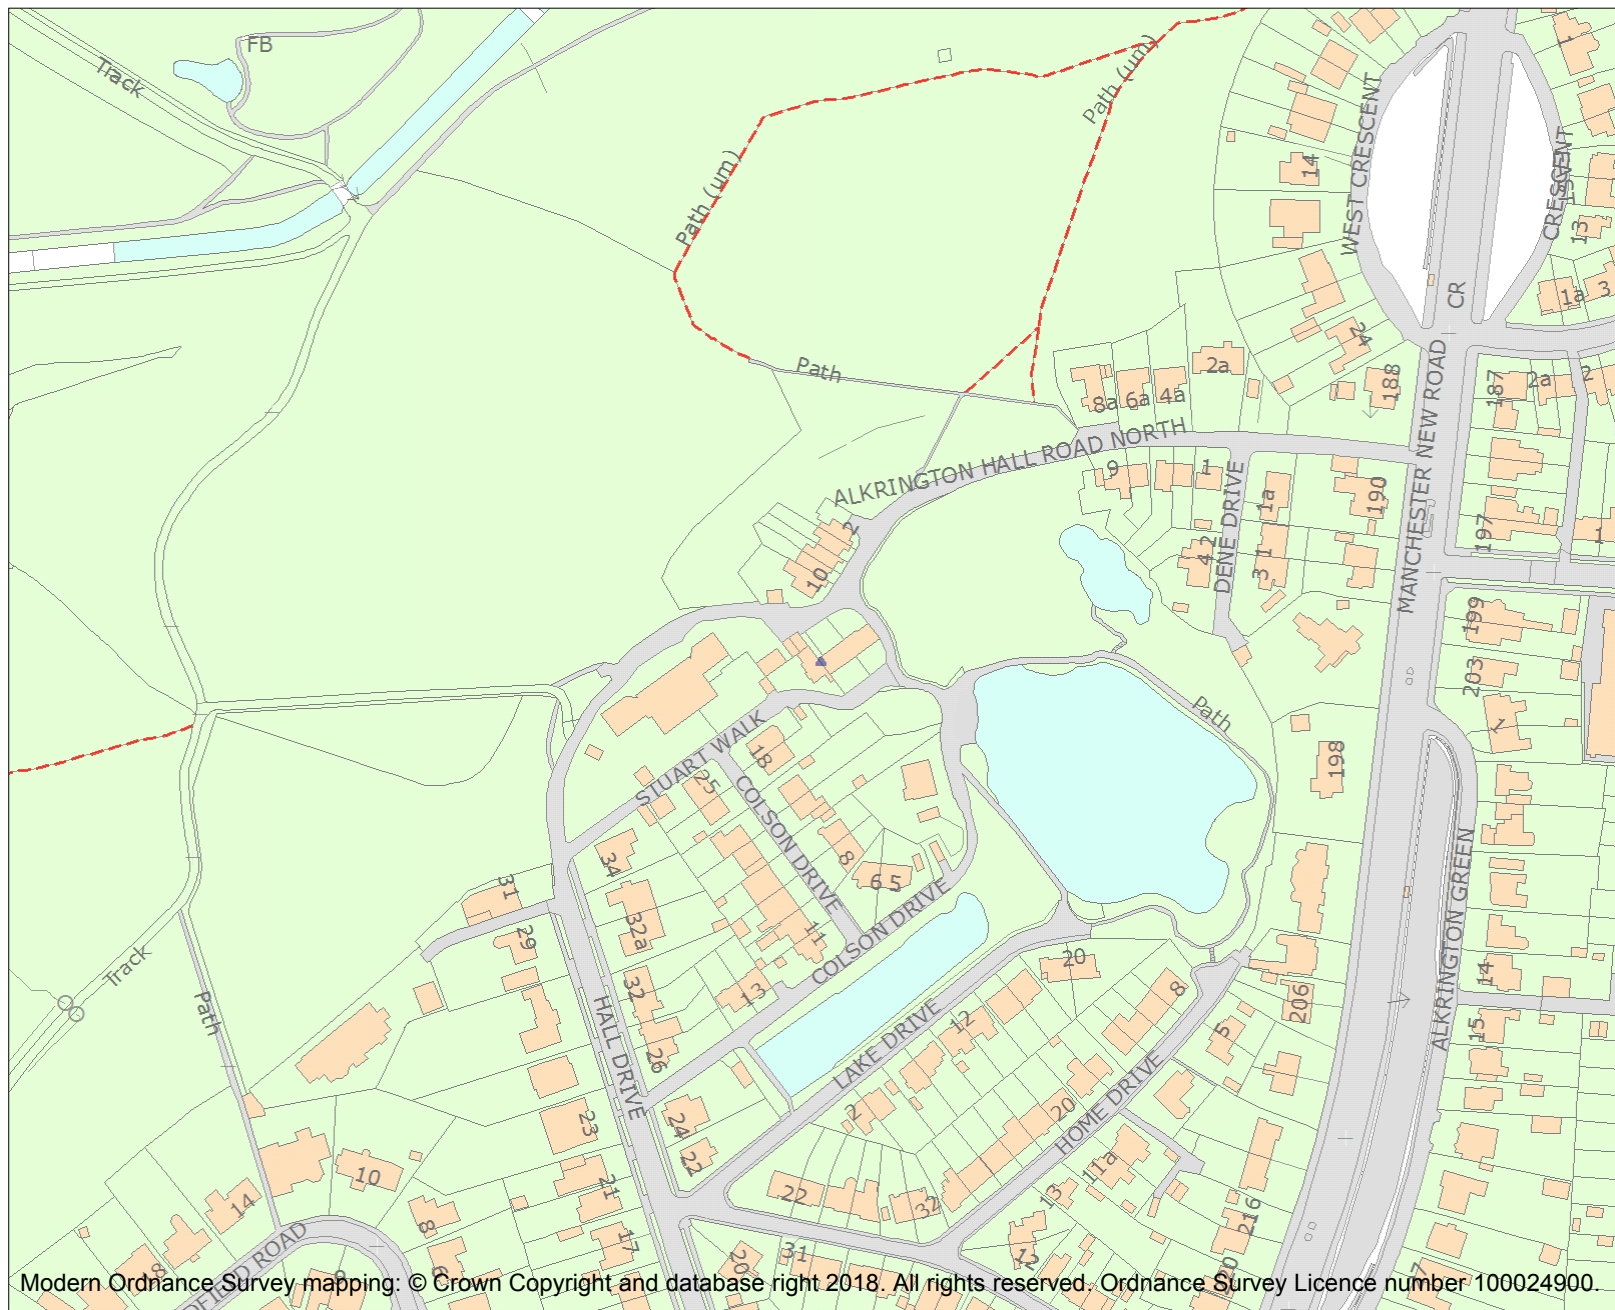 FB
Track
Path (um)
Path (um)
WEST CRESCENT
CRESCENT
1
14
13
1a
3
CR
24
188
187
2a
2
Path
8a
6a
4a
2a
ALKRINGTON HALL ROAD NORTH
9
1
1a
190
197
1
DENE DRIVE
MANCHESTER NEW ROAD
2
10
4
2
3
1
199
203
1
Path
198
STUART WALK
18
25
COLSON DRIVE
8
6
5
34
32a
11
31
29
COLSON DRIVE
13
32
26
HALL DRIVE
20
LAKE DRIVE
12
8
206
5
ALKRINGTON GREEN
14
15
Track
Path
23
24
22
2
20
HOME DRIVE
11a
13
10
14
8
21
17
22
32
216
12
31
20
18
6
Modern Ordnance Survey mapping: © Crown Copyright and database right 2018. All rights reserved. Ordnance Survey Licence number 100024900.